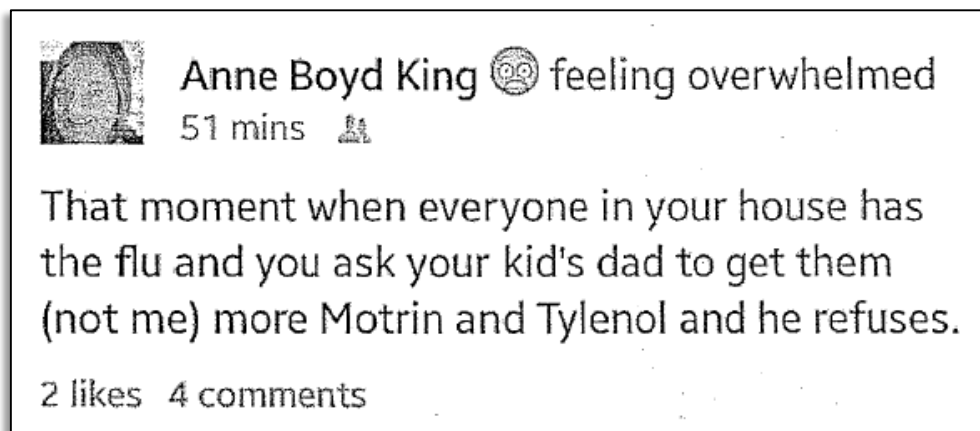 Anne Boyd King feeling overwhelmed
51 mins
That moment when everyone in your house has
the flu and you ask your kid's dad to get them
(not me) more Motrin and Tylenol and he refuses.
2 likes 4 comments